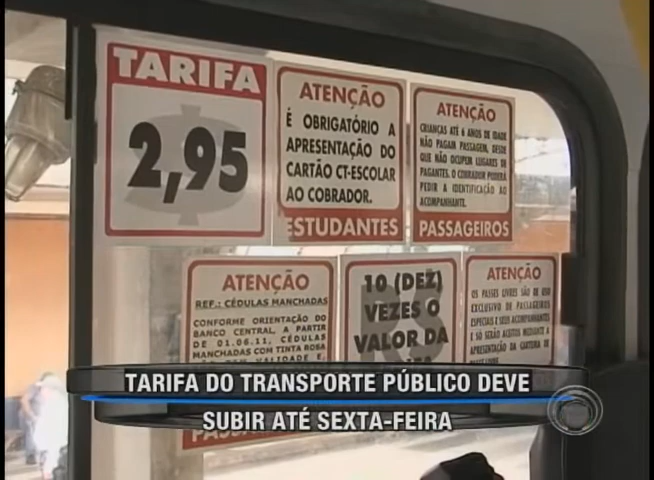 TARIFA
2,95
ATENÇÃO
É OBRIGATÓRIO A
APRESENTAÇÃO DO
CARTÃO CT-ESCOLAR
AO COBRADOR.
ESTUDANTES
ATENÇÃO
CRIANÇAS ATÉ 6 ANOS DE IDADE
NÃO PAGAM PASSAGEM, DESDE
QUE NÃO OCUPEM LUGARES DE
PAGANTES. O COBRADOR PODERÁ
PEDIR A IDENTIFICAÇÃO AO
ACOMPANHANTE.
PASSAGEIROS
ATENÇÃO
REF.: CÉDULAS MANCHADAS
CONFORME ORIENTAÇÃO DO
BANCO CENTRAL, A PARTIR
DE 01.06.11, CÉDULAS
MANCHADAS COM TINTA ROSA
VALIDADE E
10 (DEZ)
VEZES O
VALOR DA
ATENÇÃO
OS PASSES LIVRES SÃO DE USO
EXCLUSIVO DE PASSAGEIROS
ESPECIAIS E SEUS ACOMPANHANTES
E SÓ SERÃO ACEITOS MEDIANTE A
APRESENTAÇÃO DA CARTEIRA DE
TARIFA DO TRANSPORTE PÚBLICO DEVE
SUBIR ATÉ SEXTA-FEIRA